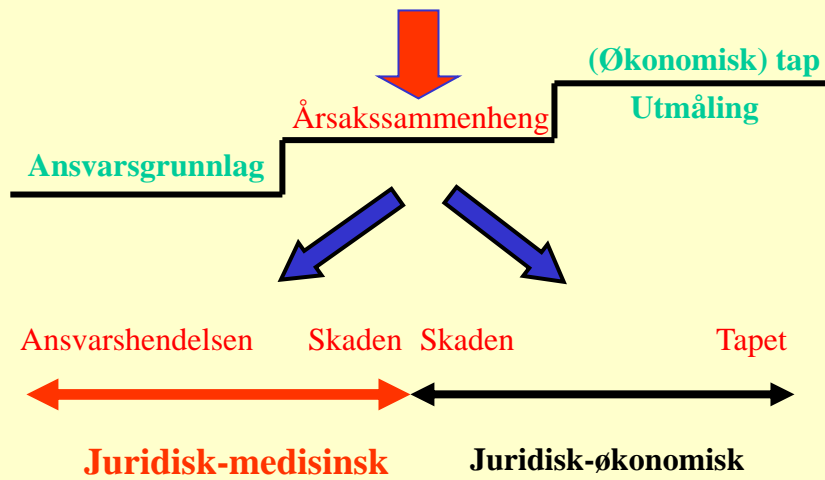 (Økonomisk) tap
Utmåling
Årsakssammenheng
Ansvarsgrunnlag
Ansvarshendelsen Skaden Skaden Tapet
Juridisk-medisinsk Juridisk-økonomisk